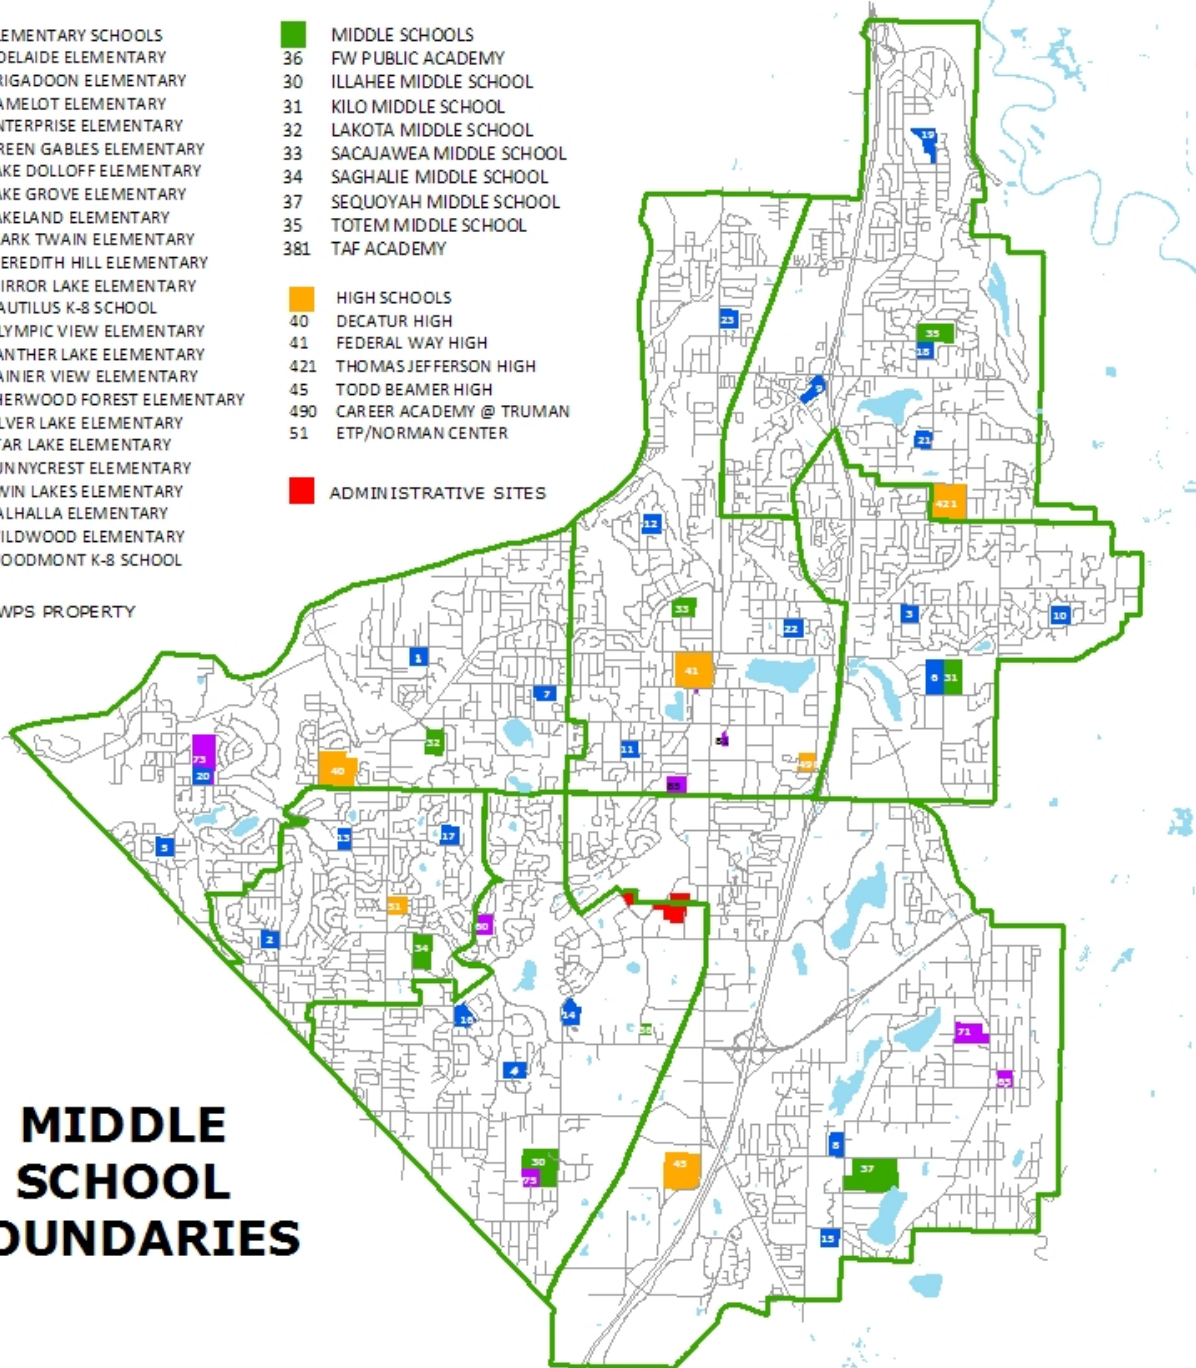 LEMENTARY SCHOOLS
DELAIDE ELEMENTARY
RIGADOON ELEMENTARY
AMELOT ELEMENTARY
NTERPRISE ELEMENTARY
REEN GABLES ELEMENTARY
AKE DOLLOFF ELEMENTARY
AKE GROVE ELEMENTARY
AKELAND ELEMENTARY
ARK TWAIN ELEMENTARY
EREDITH HILL ELEMENTARY
IRROR LAKE ELEMENTARY
AUTILUS K-8 SCHOOL
LYMPIC VIEW ELEMENTARY
ANTHER LAKE ELEMENTARY
AINIER VIEW ELEMENTARY
HERWOOD FOREST ELEMENTARY
LVER LAKE ELEMENTARY
TAR LAKE ELEMENTARY
UNNYCREST ELEMENTARY
WIN LAKES ELEMENTARY
ALHALLA ELEMENTARY
ILDWOOD ELEMENTARY
OODMONT K-8 SCHOOL
WPS PROPERTY
MIDDLE SCHOOLS
36 FW PUBLIC ACADEMY
30 ILLAHEE MIDDLE SCHOOL
31 KILO MIDDLE SCHOOL
32 LAKOTA MIDDLE SCHOOL
33 SACAJAWEA MIDDLE SCHOOL
34 SAGHALIE MIDDLE SCHOOL
37 SEQUOYAH MIDDLE SCHOOL
35 TOTEM MIDDLE SCHOOL
381 TAF ACADEMY
HIGH SCHOOLS
40 DECATUR HIGH
41 FEDERAL WAY HIGH
421 THOMAS JEFFERSON HIGH
45 TODD BEAMER HIGH
490 CAREER ACADEMY @ TRUMAN
51 ETP/NORMAN CENTER
ADMINISTRATIVE SITES
19
23
35
18
9
21
421
12
33
22
3
10
41
6 31
1
7
32
11
73
20
40
5
13
17
51
2
34
16
14
4
71
8
37
30
75
45
15
MIDDLE
SCHOOL
OUNDARIES